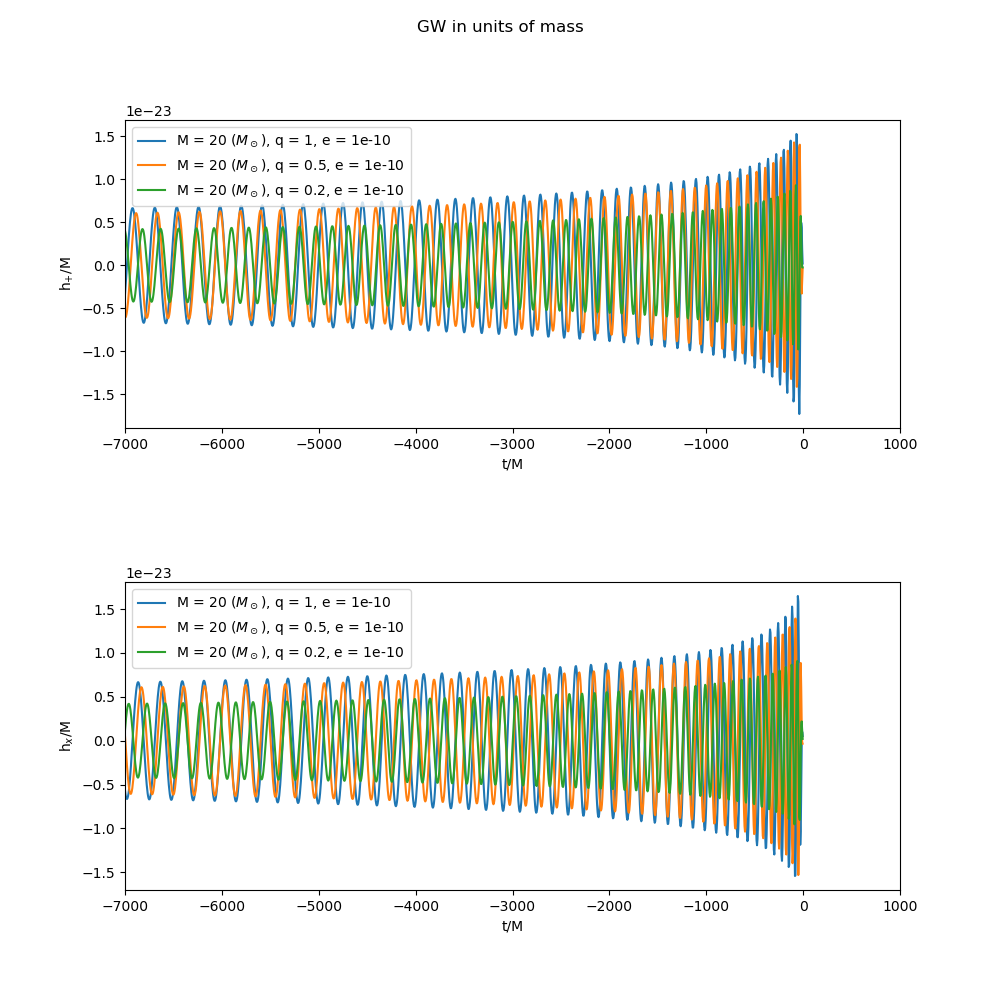 GW in units of mass
1e−23
M = 20 (M⊙), q = 1, e = 1e-10
M = 20 (M⊙), q = 0.5, e = 1e-10
M = 20 (M⊙), q = 0.2, e = 1e-10
1.5
1.0
0.5
0.0
−0.5
−1.0
−1.5
h+/M
−7000 −6000 −5000 −4000 −3000 −2000 −1000 0 1000
t/M
1e−23
M = 20 (M⊙), q = 1, e = 1e-10
M = 20 (M⊙), q = 0.5, e = 1e-10
M = 20 (M⊙), q = 0.2, e = 1e-10
1.5
1.0
0.5
0.0
−0.5
−1.0
−1.5
hx/M
−7000 −6000 −5000 −4000 −3000 −2000 −1000 0 1000
t/M